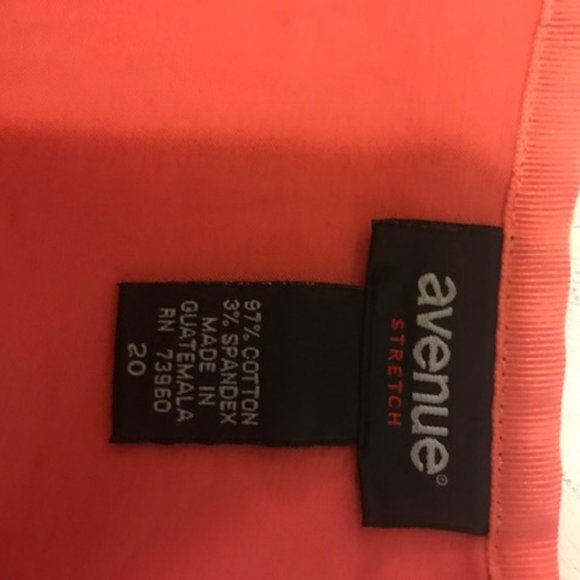 avenue®
STRETCH
97% COTTON
3% SPANDEX
MADE IN
GUATEMALA
RN 73960
20